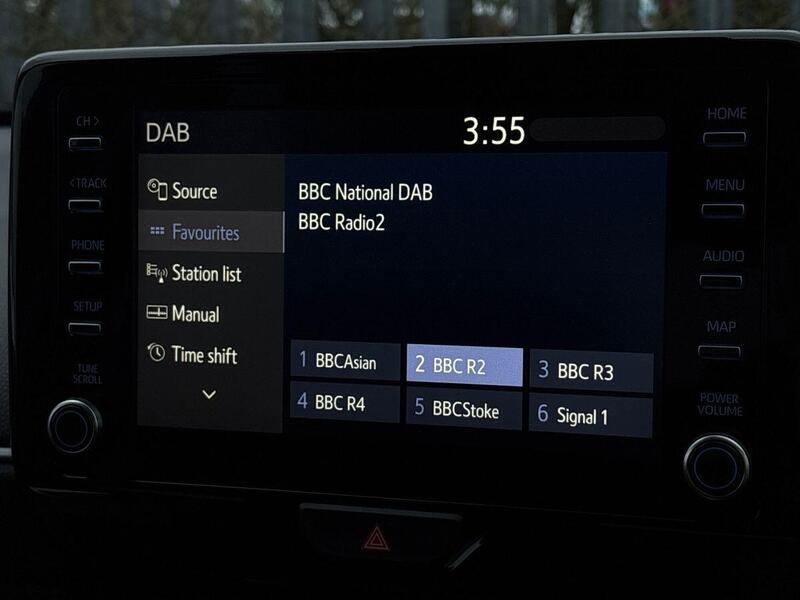 CH >
DAB
3:55
HOME
Source
BBC National DAB
< TRACK
MENU
Favourites
BBC Radio2
PHONE
AUDIO
Station list
SETUP
Manual
MAP
Time shift
1 BBCAsian
2 BBC R2
3 BBC R3
TUNE
SCROLL
4 BBC R4
5 BBCStoke
6 Signal 1
POWER
VOLUME